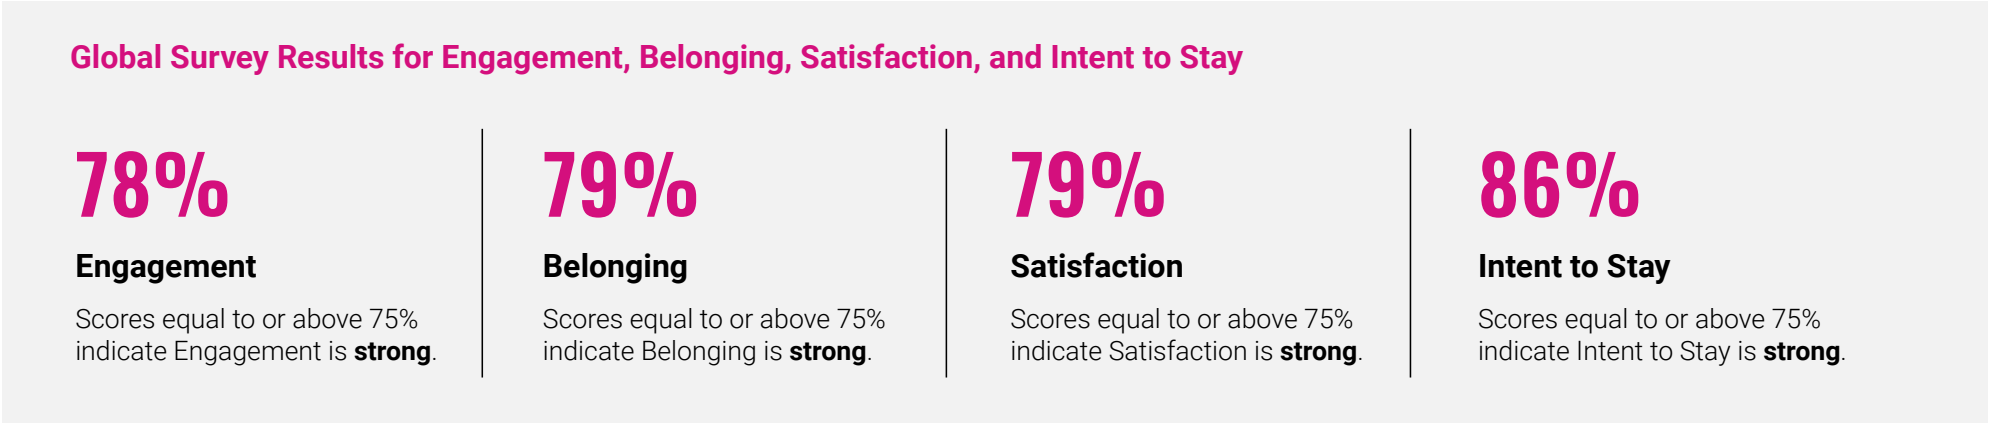 Global Survey Results for Engagement, Belonging, Satisfaction, and Intent to Stay
78%
Engagement
Scores equal to or above 75%
indicate Engagement is strong.
79%
Belonging
Scores equal to or above 75%
indicate Belonging is strong.
79%
Satisfaction
Scores equal to or above 75%
indicate Satisfaction is strong.
86%
Intent to Stay
Scores equal to or above 75%
indicate Intent to Stay is strong.